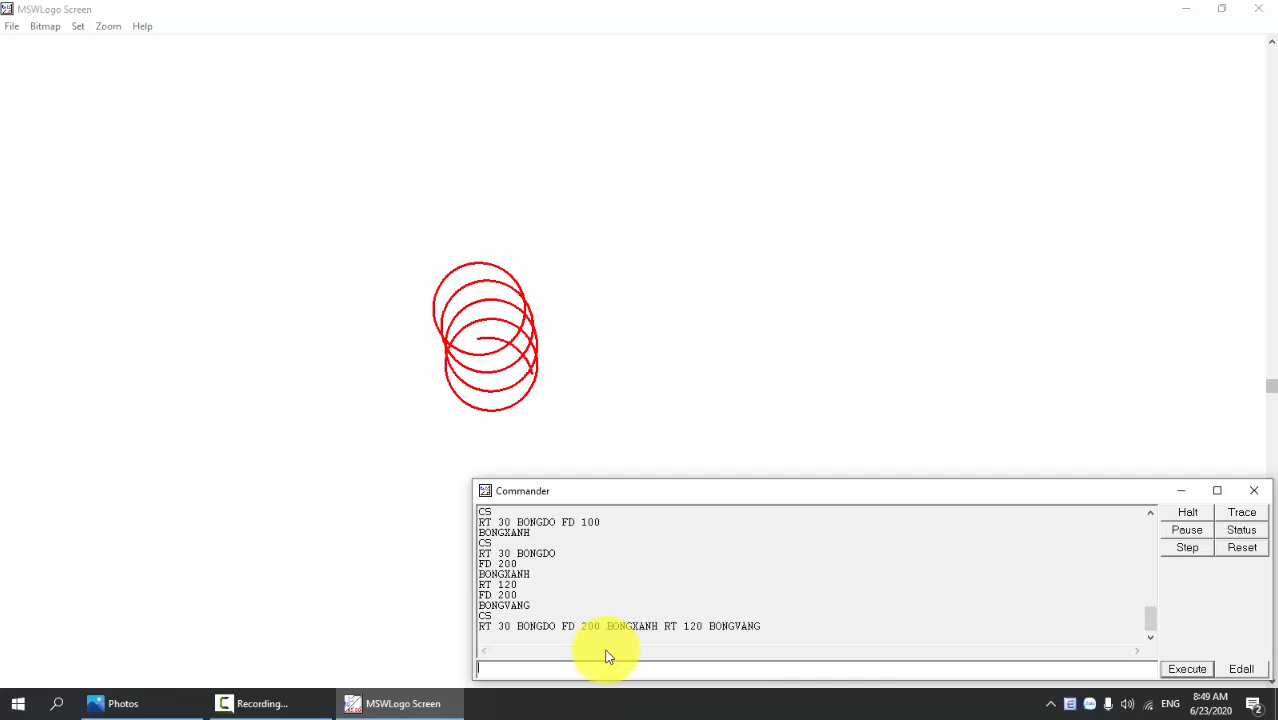 MSWLogo Screen
File Bitmap Set Zoom Help
Commander
CS
RT 30 BONGDO FD 100
BONGXANH
CS
RT 30 BONGDO
FD 200
BONGXANH
RT 120
FD 200
BONGVANG
CS
RT 30 BONGDO FD 200 BONGXANH RT 120 BONGVANG
Halt Trace
Pause Status
Step Reset
Execute Edall
Photos
Recording...
MSWLogo Screen
ENG
8:49 AM
6/23/2020
2